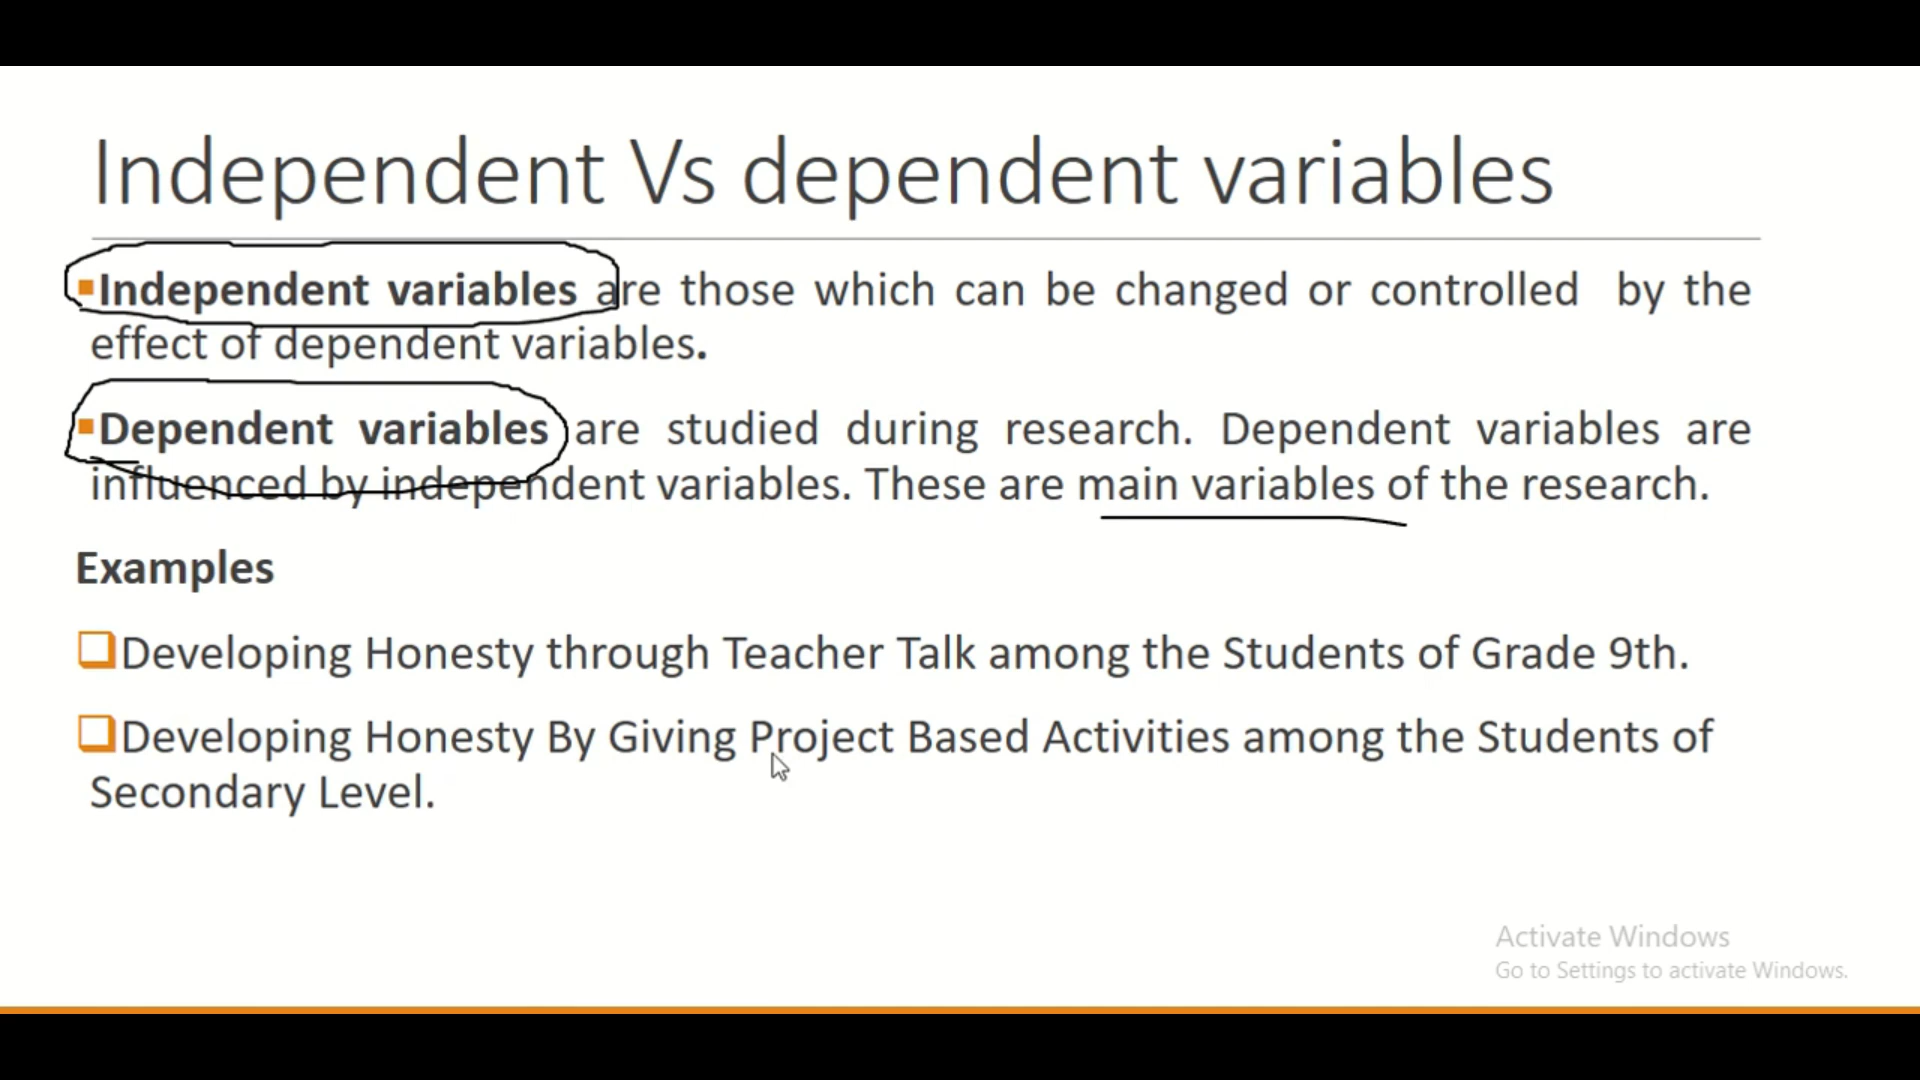 Independent Vs dependent variables
Independent variables are those which can be changed or controlled by the
effect of dependent variables.
Dependent variables are studied during research. Dependent variables are
influenced by independent variables. These are main variables of the research.
Examples
Developing Honesty through Teacher Talk among the Students of Grade 9th.
Developing Honesty By Giving Project Based Activities among the Students of
Secondary Level.
Activate Windows
Go to Settings to activate Windows.